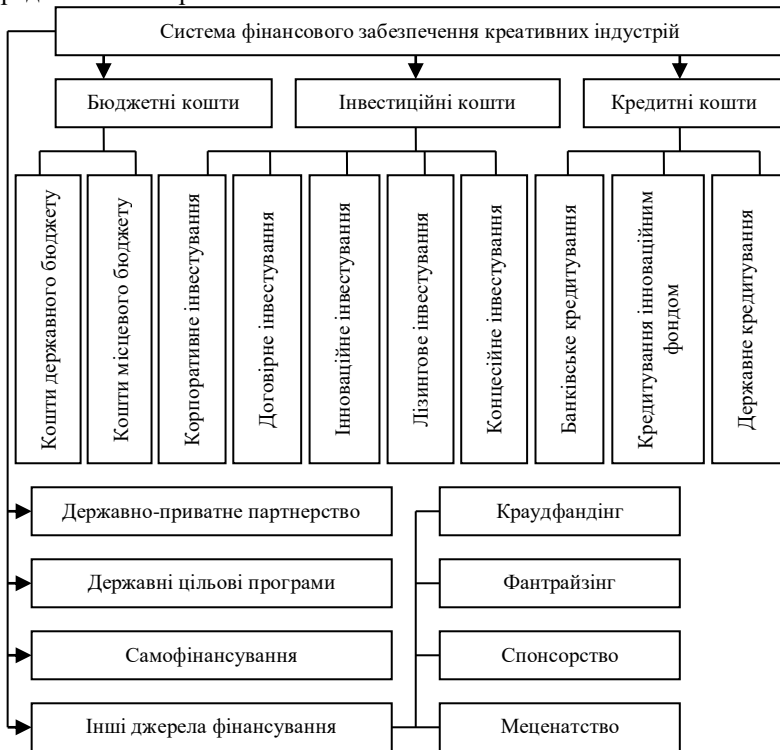 Система фінансового забезпечення креативних індустрій
Бюджетні кошти
Інвестиційні кошти
Кредитні кошти
Кошти державного бюджету
Кошти місцевого бюджету
Корпоративне інвестування
Договірне інвестування
Інноваційне інвестування
Лізингове інвестування
Концесійне інвестування
Банківське кредитування
Кредитування інноваційним
фондом
Державне кредитування
Державно-приватне партнерство
Краудфандінг
Державні цільові програми
Фантрайзінг
Самофінансування
Спонсорство
Інші джерела фінансування
Меценатство